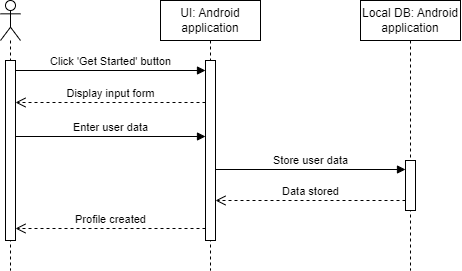 UI: Android
application
Local DB: Android
application
Click 'Get Started' button
Display input form
Enter user data
Store user data
Data stored
Profile created